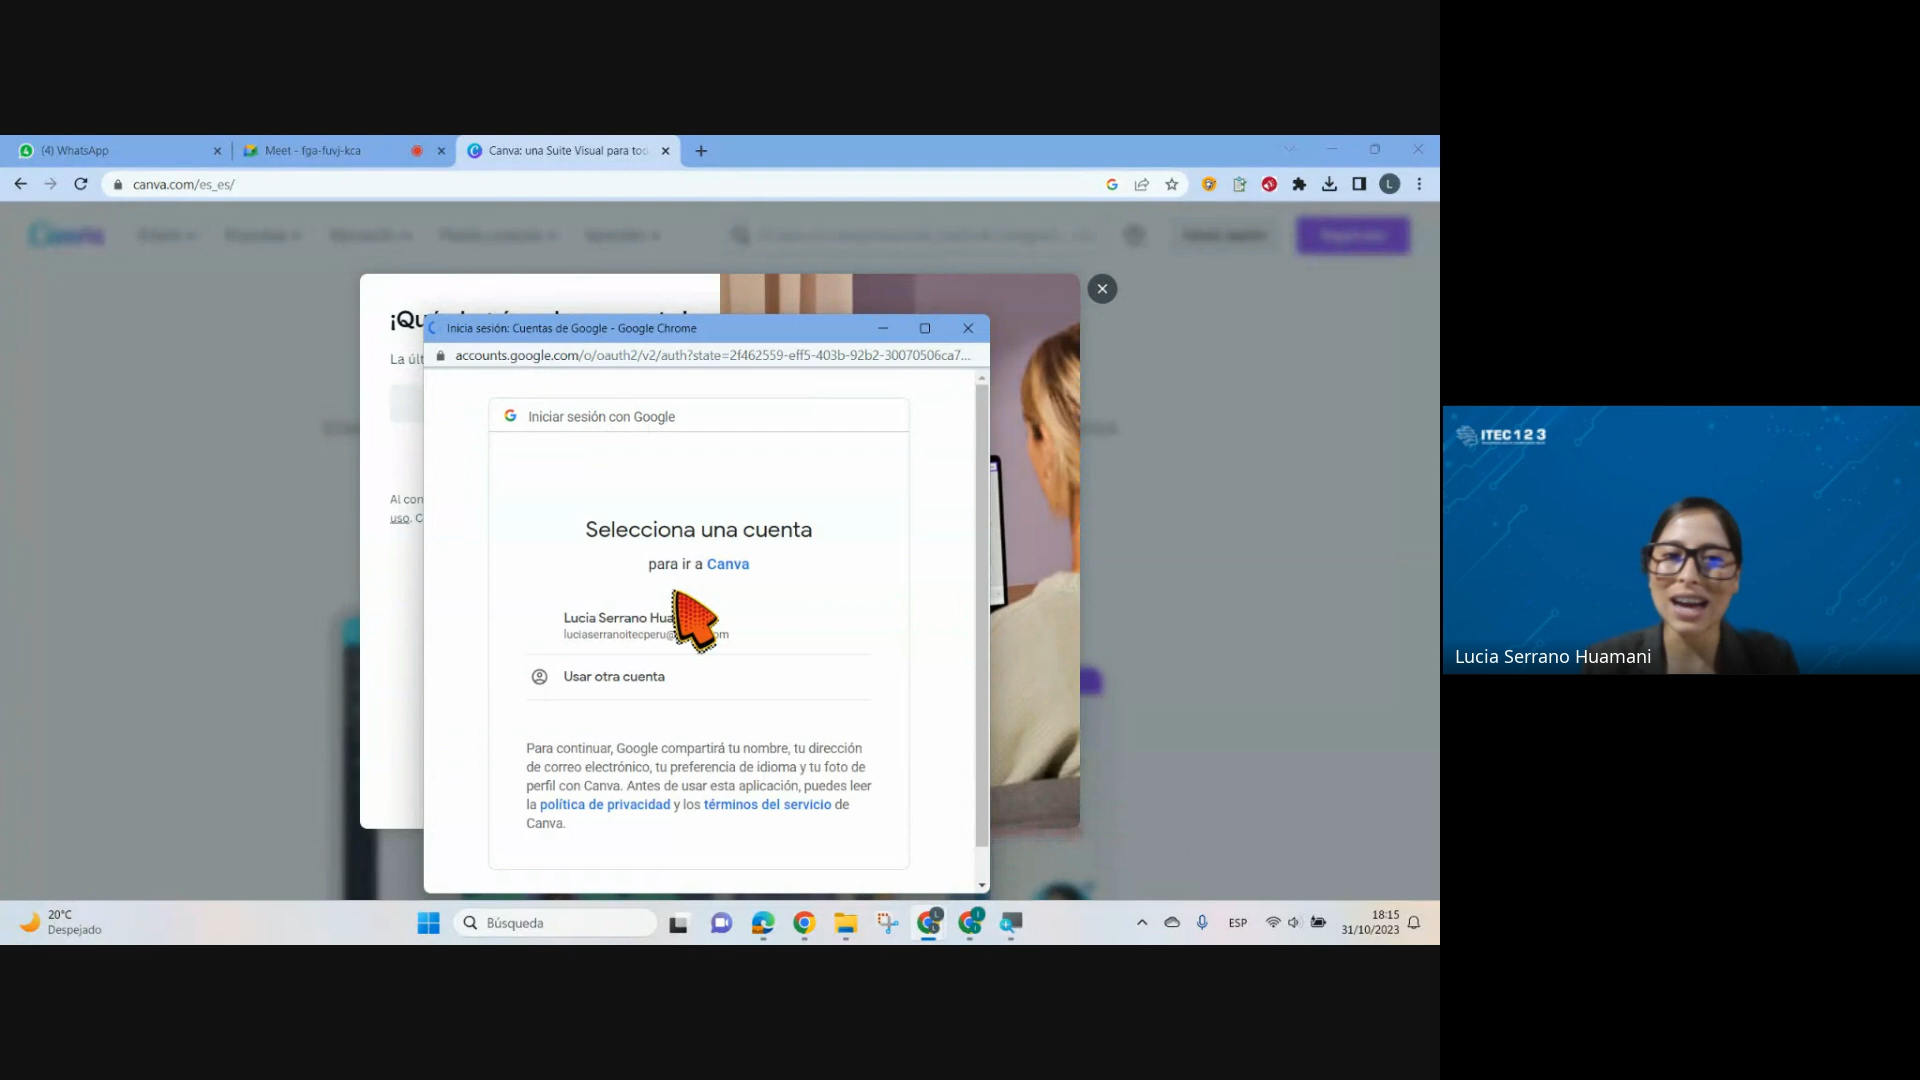 (4) WhatsApp
Meet - fga-fuvj-kca
Canva: una Suite Visual para tod
canva.com/es_es/
Canva
¡Qu
La últ
Al con
uso. C
Inicia sesión: Cuentas de Google - Google Chrome
accounts.google.com/o/oauth2/v2/auth?state=2f462559-eff5-403b-92b2-30070506ca7...
Iniciar sesión con Google
Selecciona una cuenta
para ir a Canva
Lucia Serrano Hua
luciaserranoitecperu@
om
Usar otra cuenta
Para continuar, Google compartirá tu nombre, tu dirección
de correo electrónico, tu preferencia de idioma y tu foto de
perfil con Canva. Antes de usar esta aplicación, puedes leer
la política de privacidad y los términos del servicio de
Canva.
ITEC 1 2 3
Lucia Serrano Huamani
20°C
Despejado
Búsqueda
ESP
18:15
31/10/2023
L